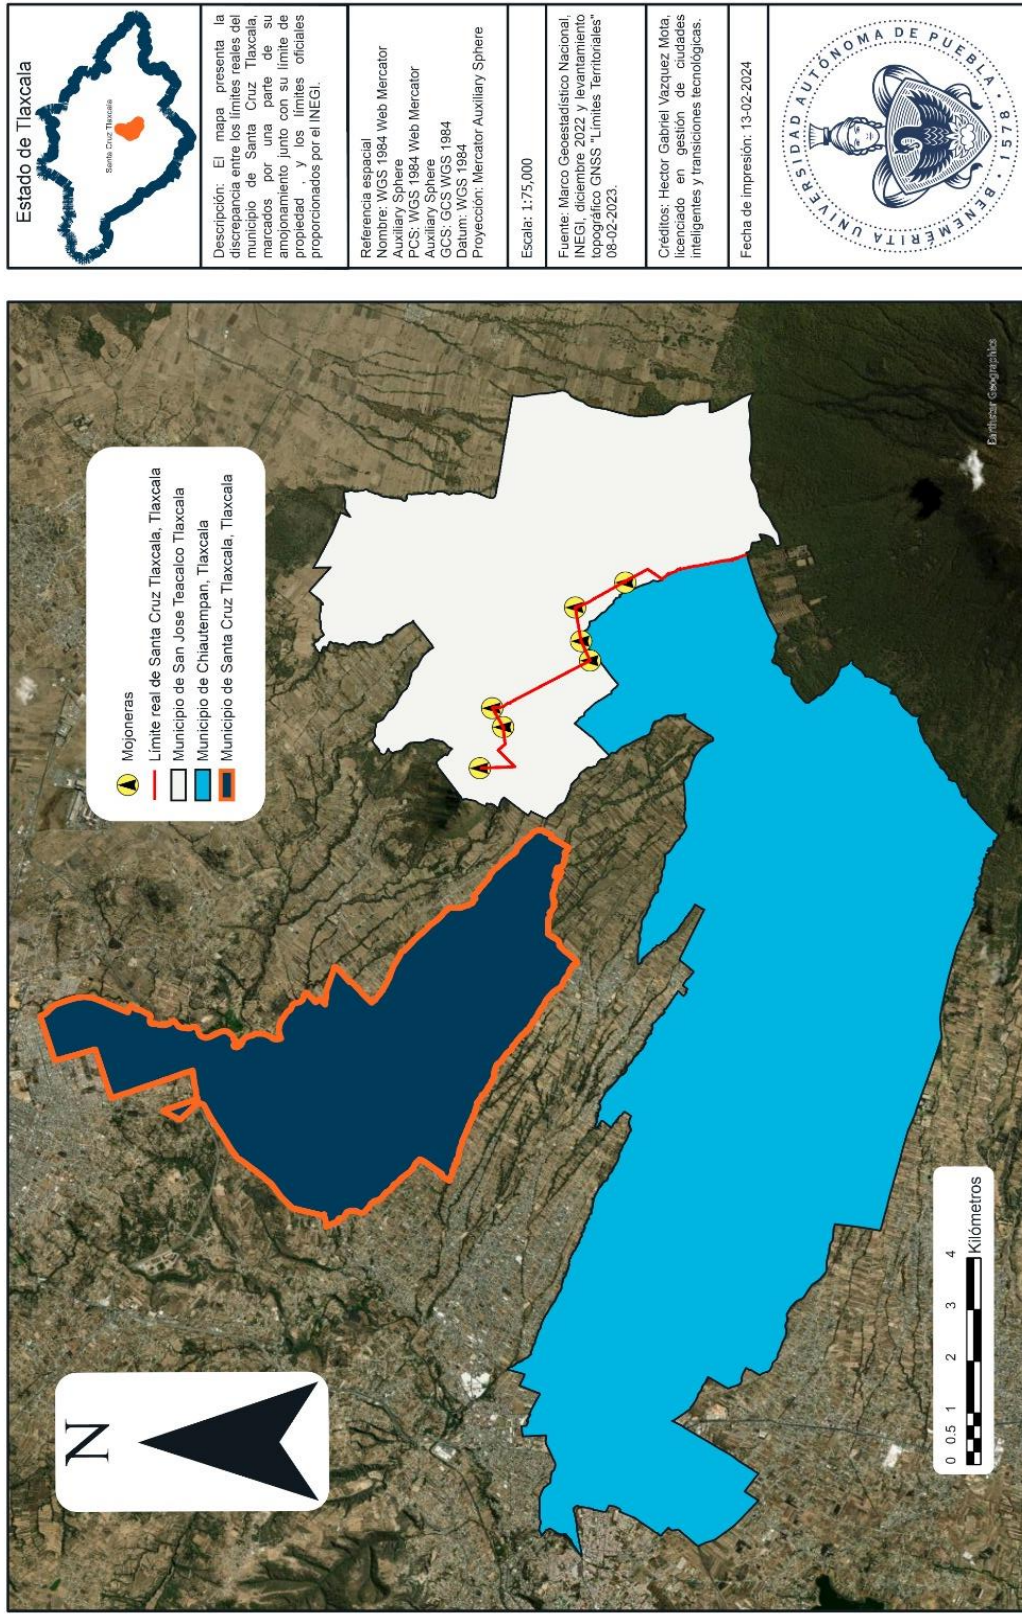 Estado de Tlaxcala
Santa Cruz Tlaxcala
Descripción: El mapa presenta la
discrepancia entre los límites reales del
municipio de Santa Cruz Tlaxcala,
marcados por una parte de su
amojonamiento junto con su límite de
propiedad , y los límites oficiales
proporcionados por el INEGI.
Referencia espacial
Nombre: WGS 1984 Web Mercator
Auxiliary Sphere
PCS: WGS 1984 Web Mercator
Auxiliary Sphere
GCS: GCS WGS 1984
Datum: WGS 1984
Proyección: Mercator Auxiliary Sphere
Escala: 1:75,000
Fuente: Marco Geoestadístico Nacional,
INEGI, diciembre 2022 y levantamiento
topográfico GNSS "Límites Territoriales"
08-02-2023.
Créditos: Hector Gabriel Vazquez Mota,
licenciado en gestión de ciudades
inteligentes y transiciones tecnológicas.
Fecha de impresión: 13-02-2024
BENEMÉRITA UNIVERSIDAD AUTÓNOMA DE PUEBLA · 1578 ·
N
Mojoneras
Límite real de Santa Cruz Tlaxcala, Tlaxcala
Municipio de San Jose Teacalco Tlaxcala
Municipio de Chiautempan, Tlaxcala
Municipio de Santa Cruz Tlaxcala, Tlaxcala
0 0.5 1 2 3 4
Kilómetros
Earthstar Geographics